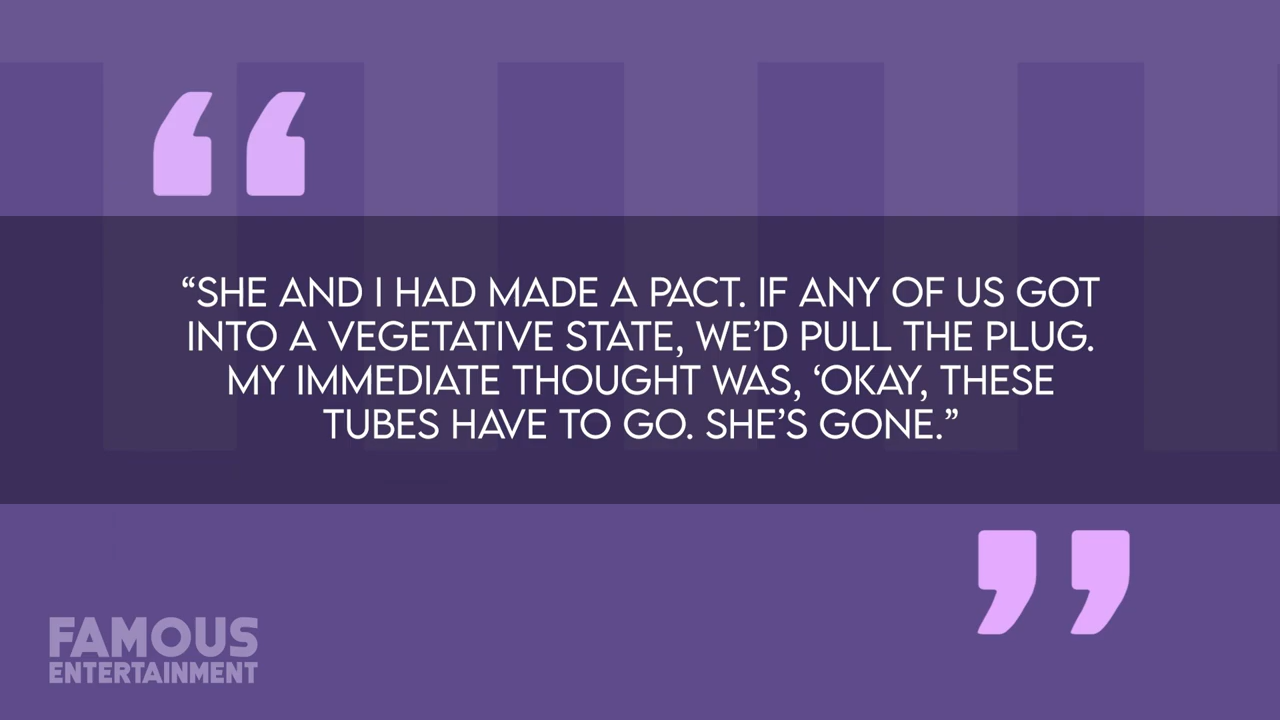 “SHE AND I HAD MADE A PACT. IF ANY OF US GOT
INTO A VEGETATIVE STATE, WE’D PULL THE PLUG.
MY IMMEDIATE THOUGHT WAS, ‘OKAY, THESE
TUBES HAVE TO GO. SHE’S GONE.”
FAMOUS
ENTERTAINMENT